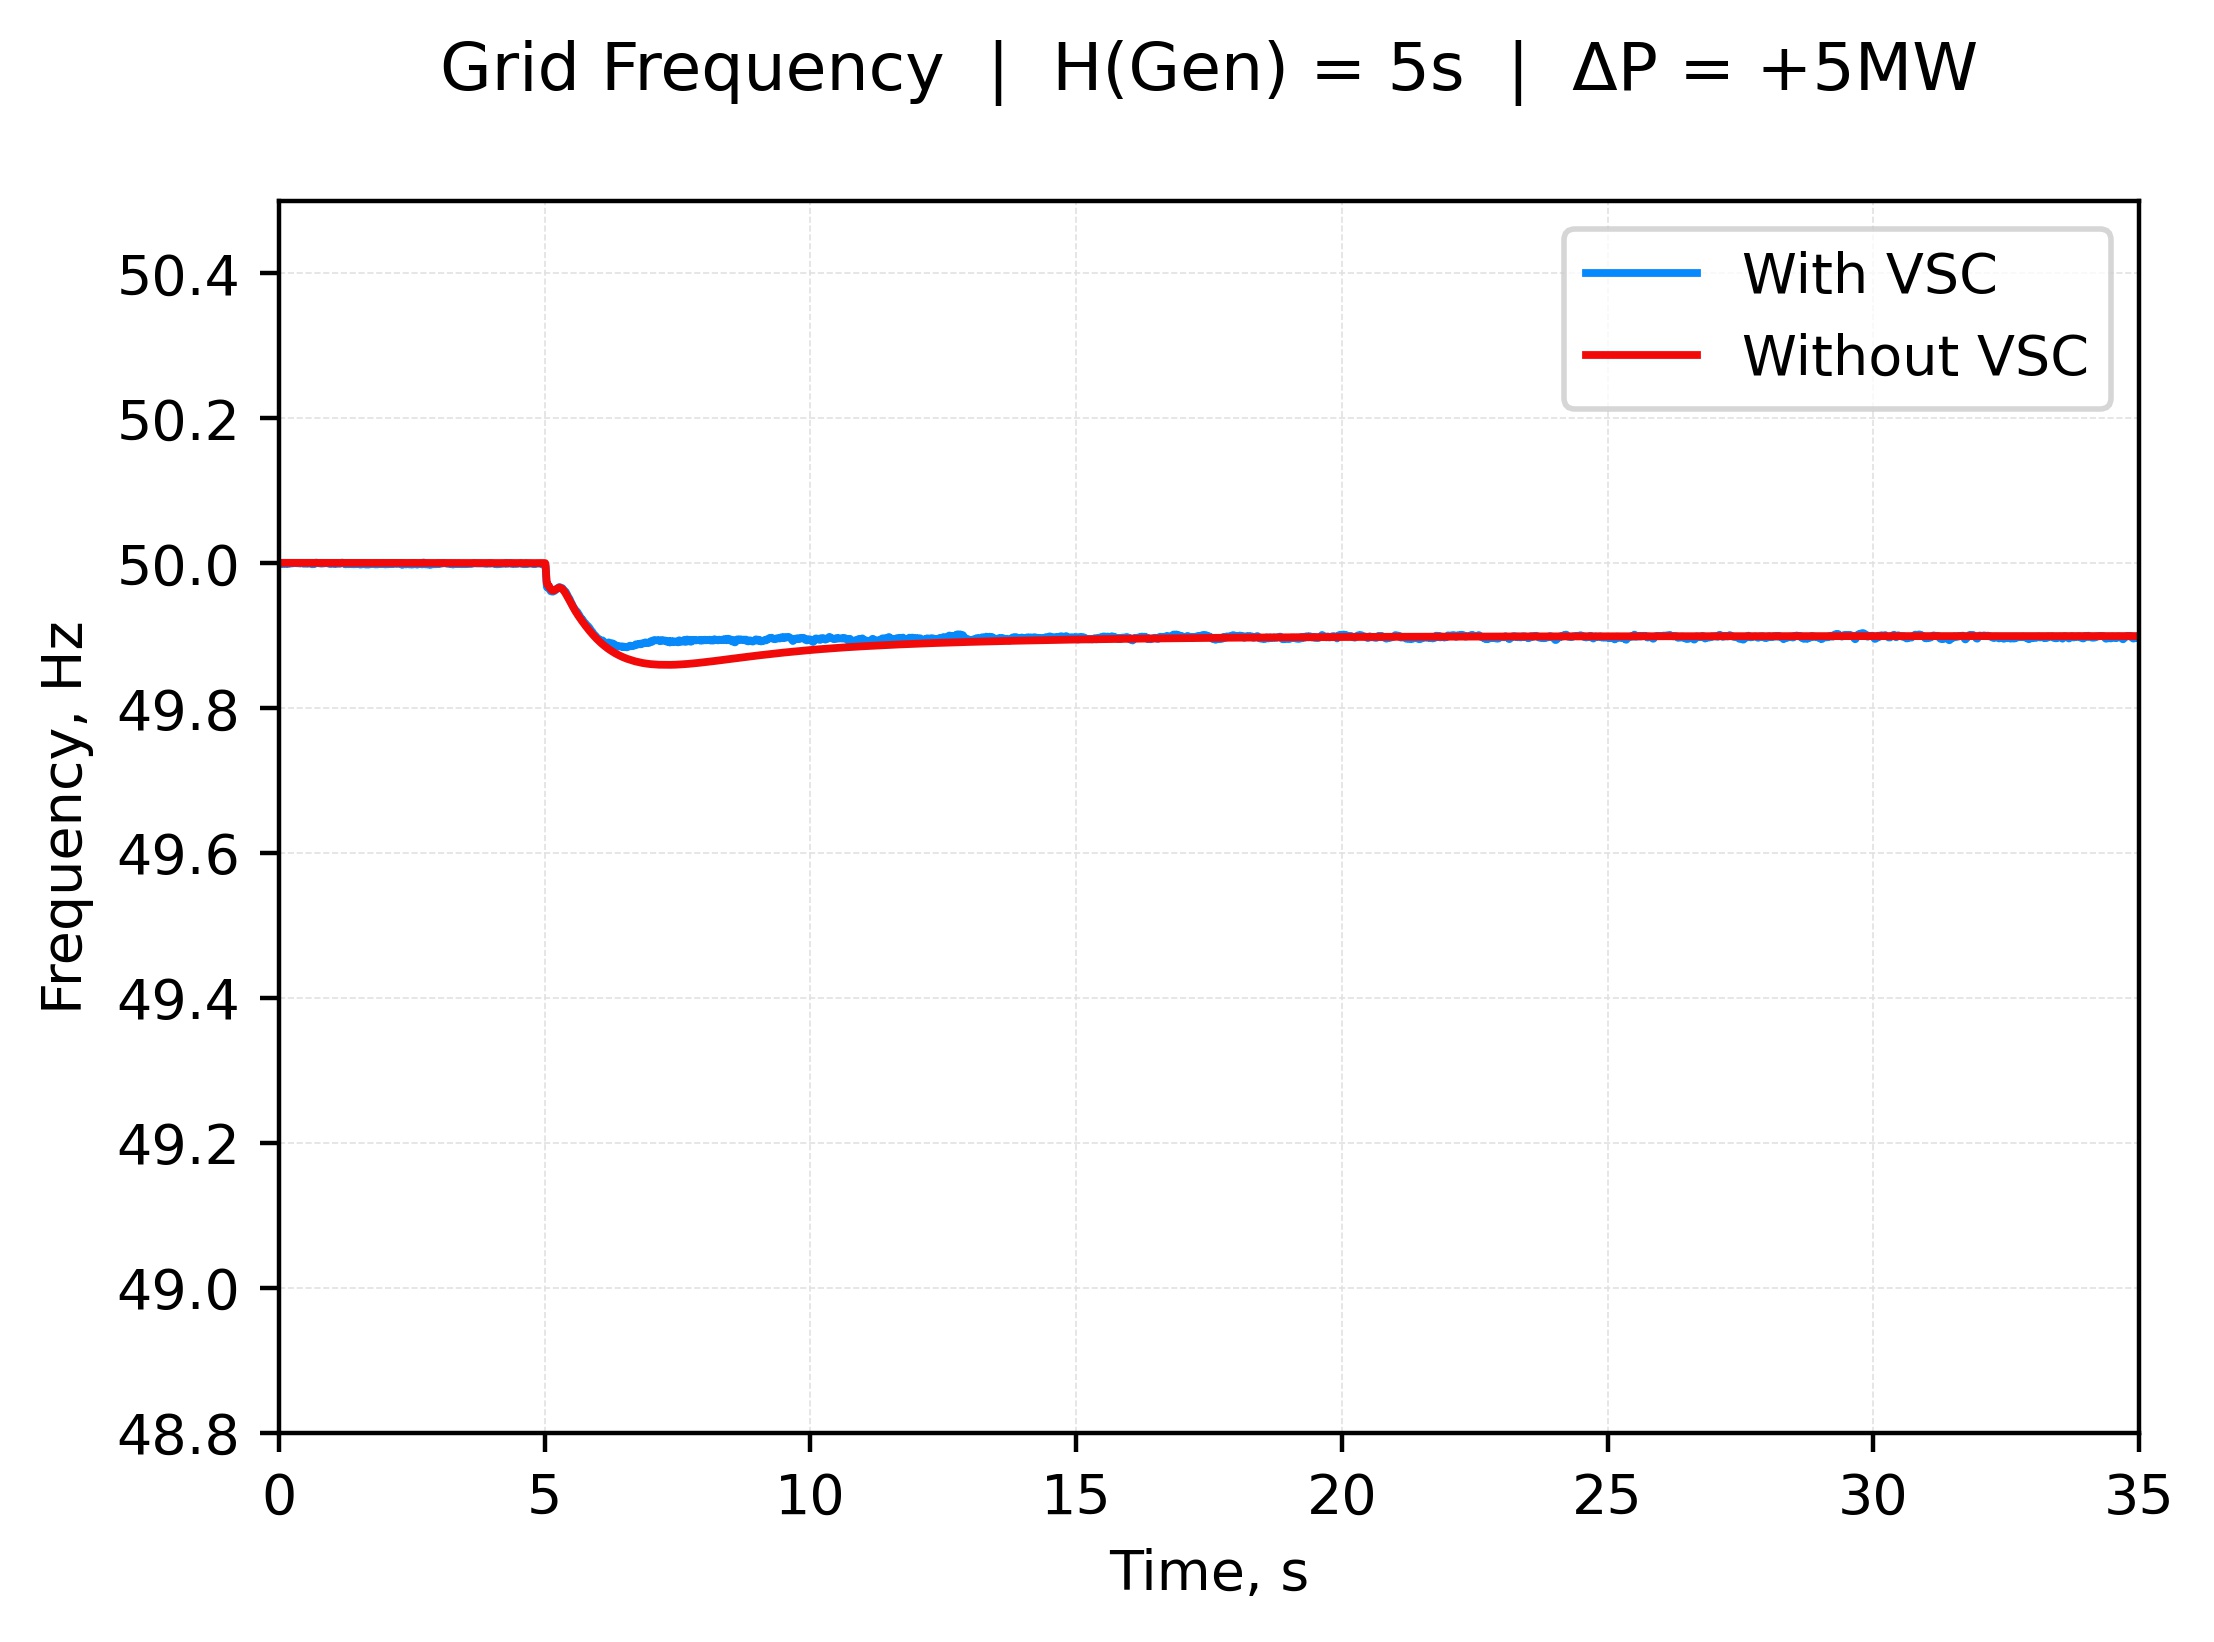 Grid Frequency | H(Gen) = 5s | ΔP = +5MW
With VSC
Without VSC
50.4
50.2
50.0
49.8
49.6
49.4
49.2
49.0
48.8
Frequency, Hz
0 5 10 15 20 25 30 35
Time, s